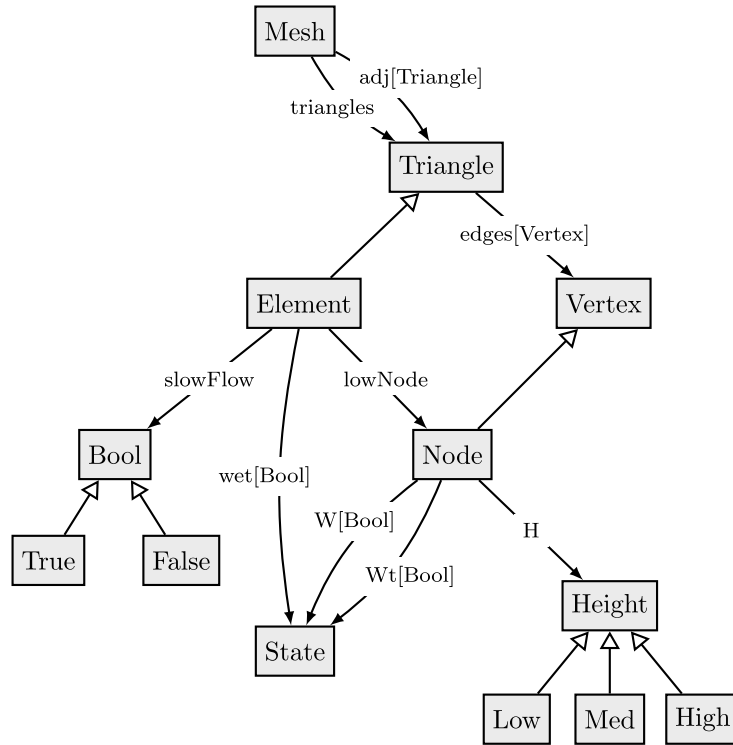 Mesh
adj[Triangle]
triangles
Triangle
edges[Vertex]
Element
Vertex
slowFlow
lowNode
Bool
Node
wet[Bool]
W[Bool]
H
True
False
Wt[Bool]
Height
State
Low
Med
High